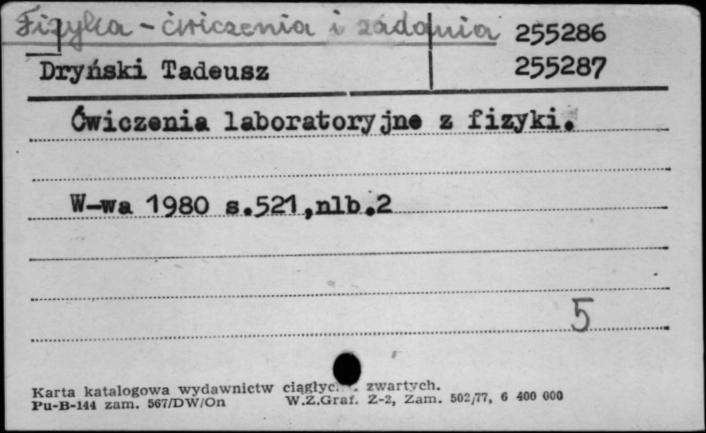 Fizyka - ćwiczenia i zadania 255286
Dryński Tadeusz 255287
Ćwiczenia laboratoryjne z fizyki.
W-wa 1980 s.521,nlb.2
5
Karta katalogowa wydawnictw zwartych.
Pu-B-144 zam. 567/DW/On W.Z.Graf. Z-2, Zam. 502/77, 6 400 000